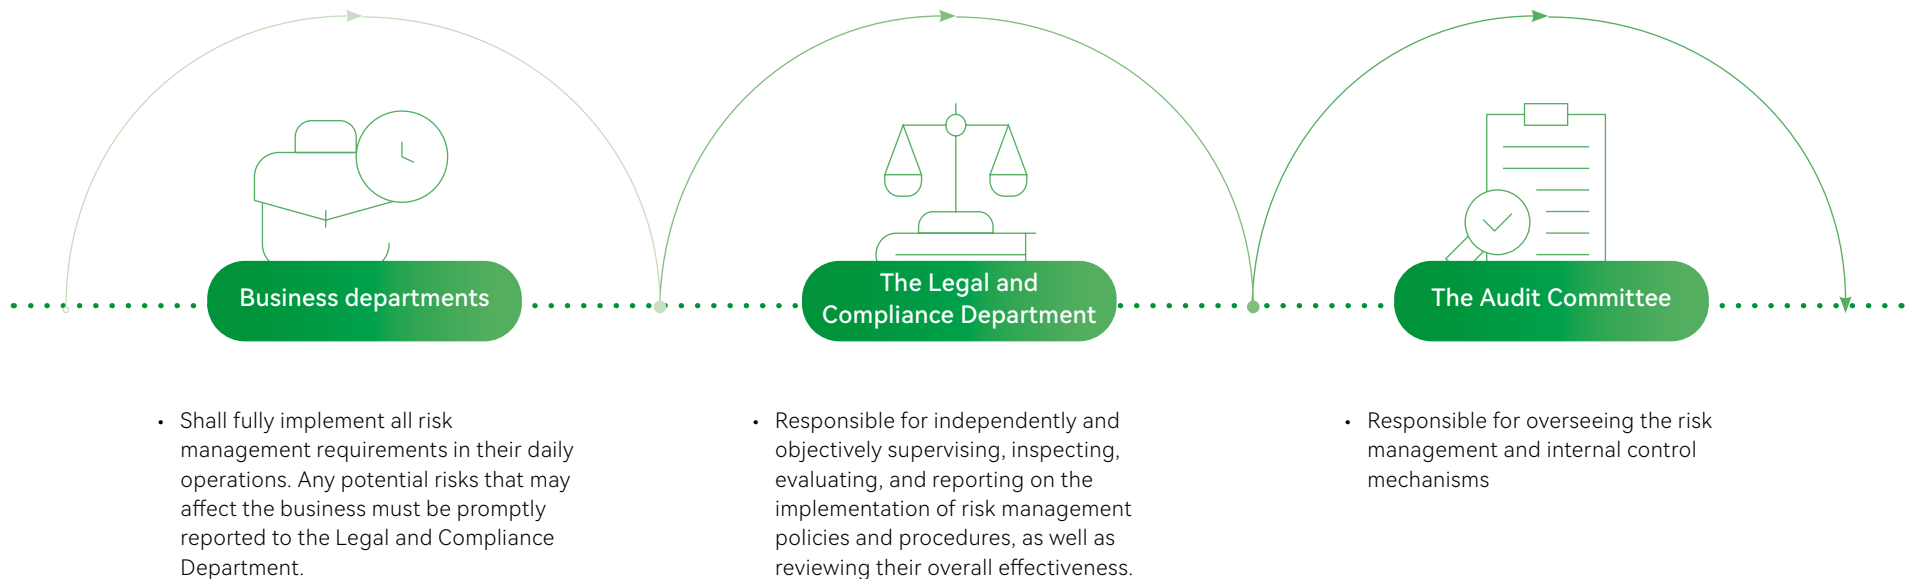 Business departments
• Shall fully implement all risk
management requirements in their daily
operations. Any potential risks that may
affect the business must be promptly
reported to the Legal and Compliance
Department.
The Legal and
Compliance Department
• Responsible for independently and
objectively supervising, inspecting,
evaluating, and reporting on the
implementation of risk management
policies and procedures, as well as
reviewing their overall effectiveness.
The Audit Committee
• Responsible for overseeing the risk
management and internal control
mechanisms